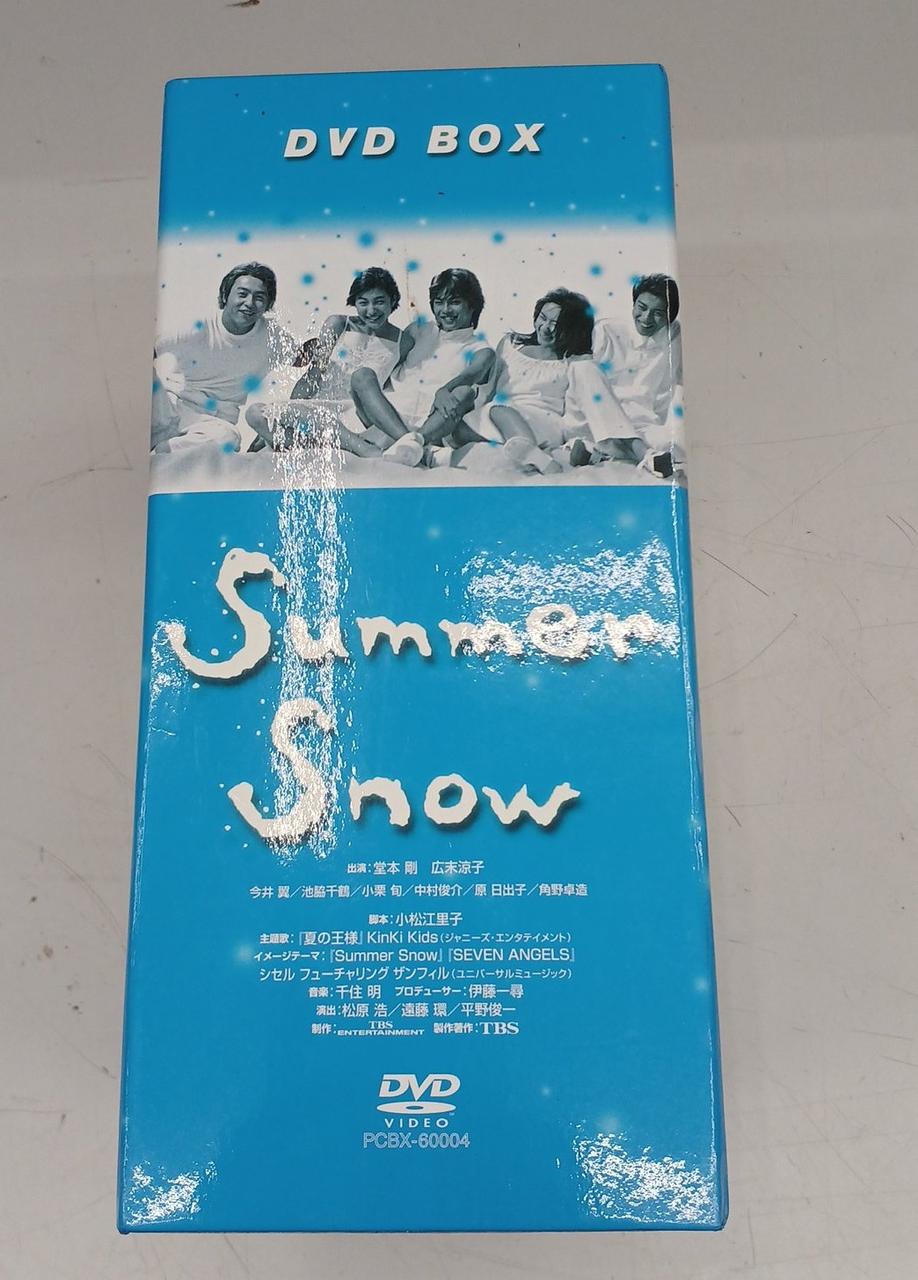 DVD BOX
Summer
Snow
出演：堂本 剛　広末涼子
今井 翼／池脇千鶴／小栗 旬／中村俊介／原 日出子／角野卓造
脚本：小松江里子
主題歌：『夏の王様』KinKi Kids（ジャニーズ・エンタテイメント）
イメージテーマ：『Summer Snow』『SEVEN ANGELS』
シセル フューチャリング ザンフィル（ユニバーサルミュージック）
音楽：千住 明　プロデューサー：伊藤一尋
演出：松原 浩／遠藤 環／平野俊一
制作：TBS ENTERTAINMENT　製作著作：TBS
DVD
VIDEO
PCBX-60004